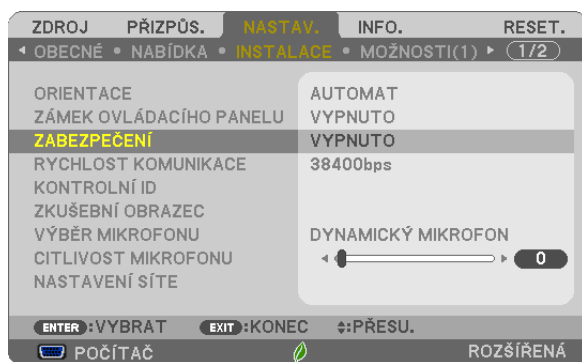 ZDROJ PŘIZPŮS. NASTAV. INFO. RESET.
OBECNÉ • NABÍDKA • INSTALACE • MOŽNOSTI(1) 1/2
ORIENTACE AUTOMAT
ZÁMEK OVLÁDACÍHO PANELU VYPNUTO
ZABEZPEČENÍ VYPNUTO
RYCHLOST KOMUNIKACE 38400bps
KONTROLNÍ ID
ZKUŠEBNÍ OBRAZEC
VÝBĚR MIKROFONU DYNAMICKÝ MIKROFON
CITLIVOST MIKROFONU 0
NASTAVENÍ SÍTE
ENTER :VYBRAT EXIT :KONEC :PŘESU.
POČÍTAČ ROZŠÍŘENÁ